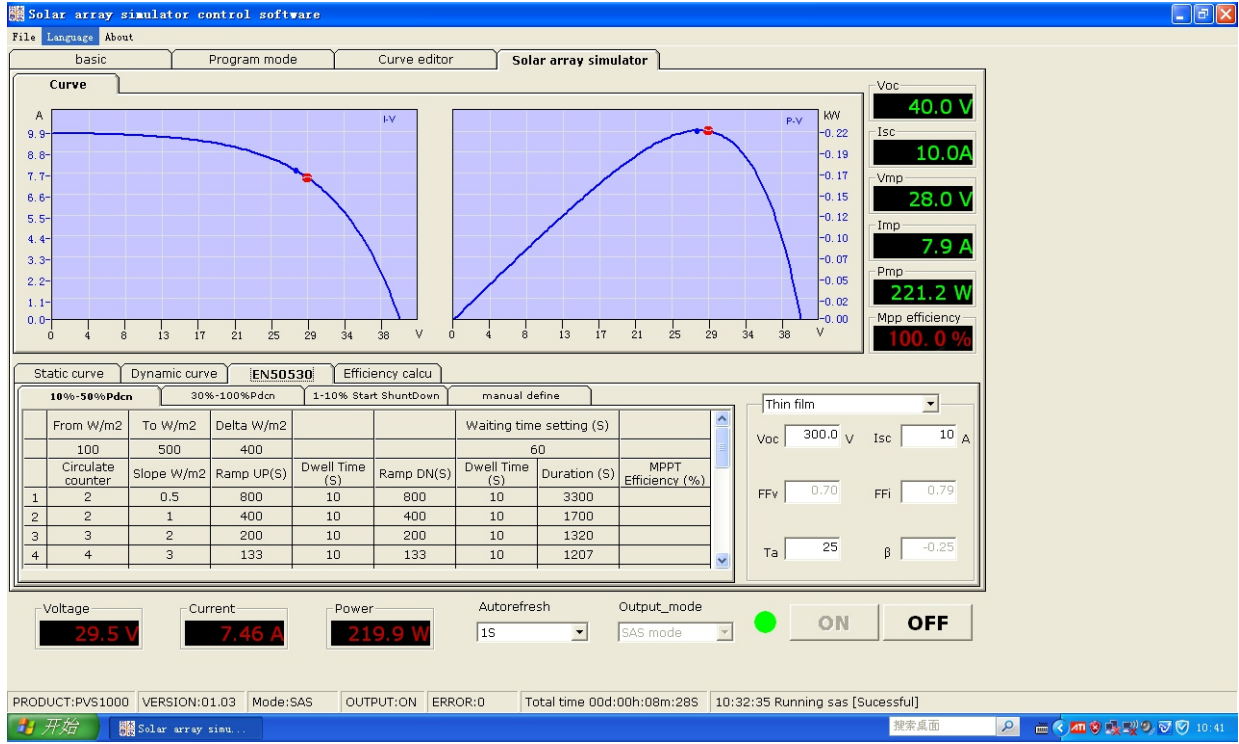 Solar array simulator control software
File Language About
basic Program mode Curve editor Solar array simulator
Curve
A I-V P-V kW
9.9 0.22
8.8 0.19
7.7 0.17
6.6 0.15
5.5 0.12
4.4 0.10
3.3 0.07
2.2 0.05
1.1 0.02
0.0 0.00
0 4 8 13 17 21 25 29 34 38 V 0 4 8 13 17 21 25 29 34 38 V
Voc
40.0 V
Isc
10.0A
Vmp
28.0 V
Imp
7.9 A
Pmp
221.2 W
Mpp efficiency
100.0 %
Static curve Dynamic curve EN50530 Efficiency calcu
10%-50%Pdcn 30%-100%Pdcn 1-10% Start ShuntDown manual define
From W/m2 To W/m2 Delta W/m2 Waiting time setting (S)
100 500 400 60
Circulate counter Slope W/m2 Ramp UP(S) Dwell Time (S) Ramp DN(S) Dwell Time (S) Duration (S) MPPT Efficiency (%)
1 2 0.5 800 10 800 10 3300
2 2 1 400 10 400 10 1700
3 3 2 200 10 200 10 1320
4 4 3 133 10 133 10 1207
Thin film
Voc 300.0 V Isc 10 A
FFv 0.70 FFi 0.79
Ta 25 β -0.25
Voltage Current Power Autorefresh Output_mode
29.5 V 7.46 A 219.9 W 1S SAS mode ON OFF
PRODUCT:PVS1000 VERSION:01.03 Mode:SAS OUTPUT:ON ERROR:0 Total time 00d:00h:08m:28S 10:32:35 Running sas [Sucessful]
开始 Solar array simu... 搜索桌面 ATI 10:41